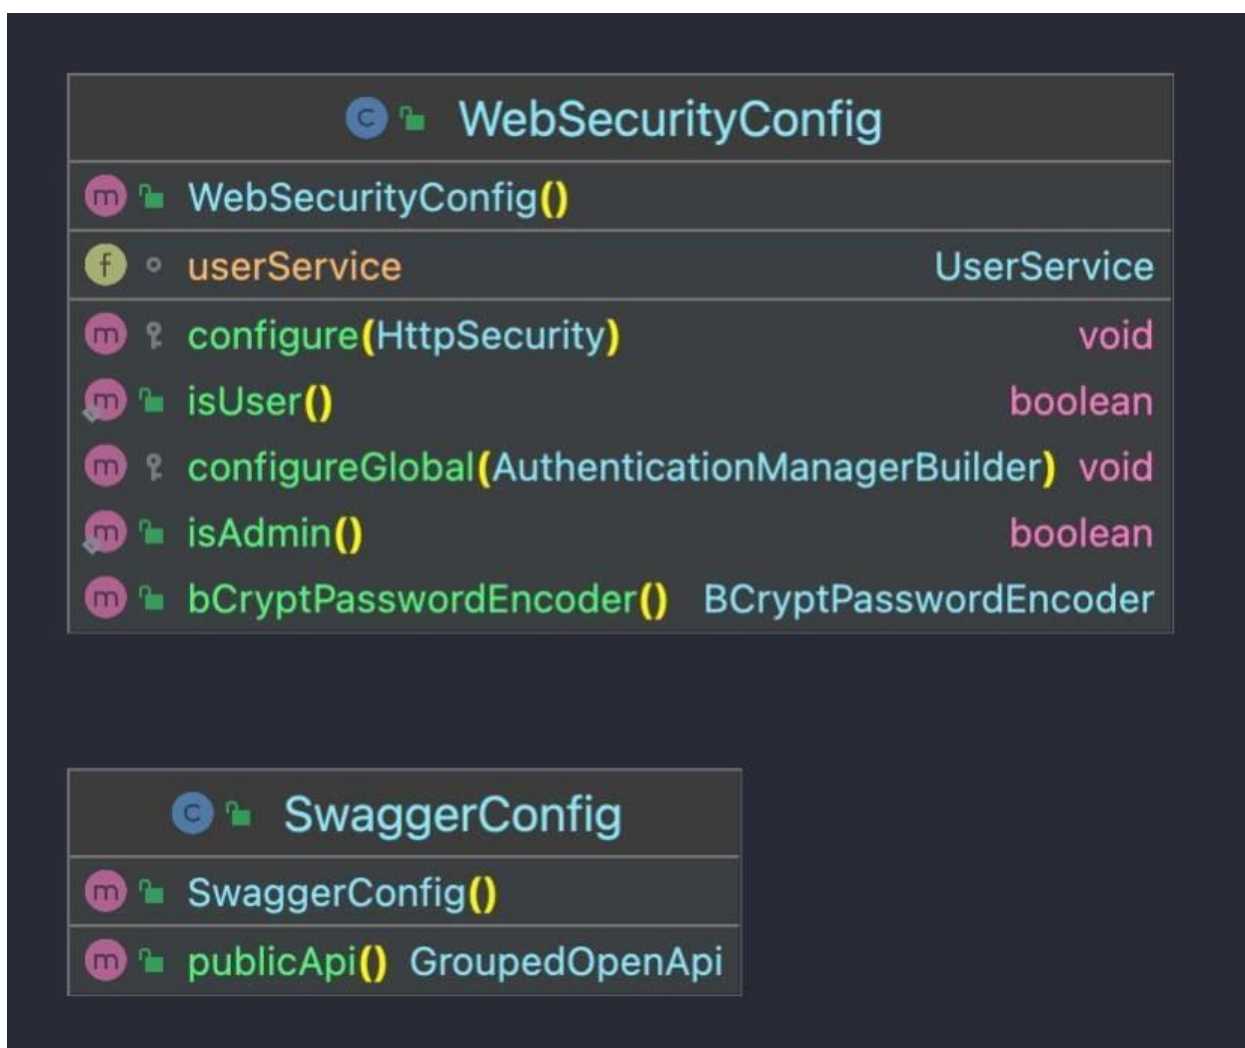 C WebSecurityConfig
m WebSecurityConfig()
f userService UserService
m configure(HttpSecurity) void
m isUser() boolean
m configureGlobal(AuthenticationManagerBuilder) void
m isAdmin() boolean
m bCryptPasswordEncoder() BCryptPasswordEncoder
C SwaggerConfig
m SwaggerConfig()
m publicApi() GroupedOpenApi